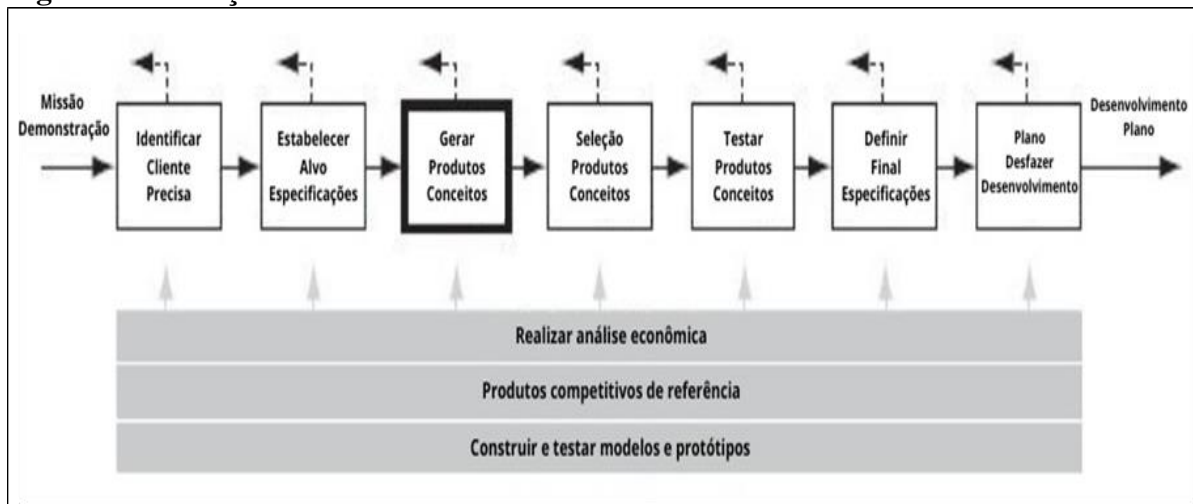 Missão
Demonstração
Identificar
Cliente
Precisa
Estabelecer
Alvo
Especificações
Gerar
Produtos
Conceitos
Seleção
Produtos
Conceitos
Testar
Produtos
Conceitos
Definir
Final
Especificações
Plano
Desfazer
Desenvolvimento
Desenvolvimento
Plano
Realizar análise econômica
Produtos competitivos de referência
Construir e testar modelos e protótipos